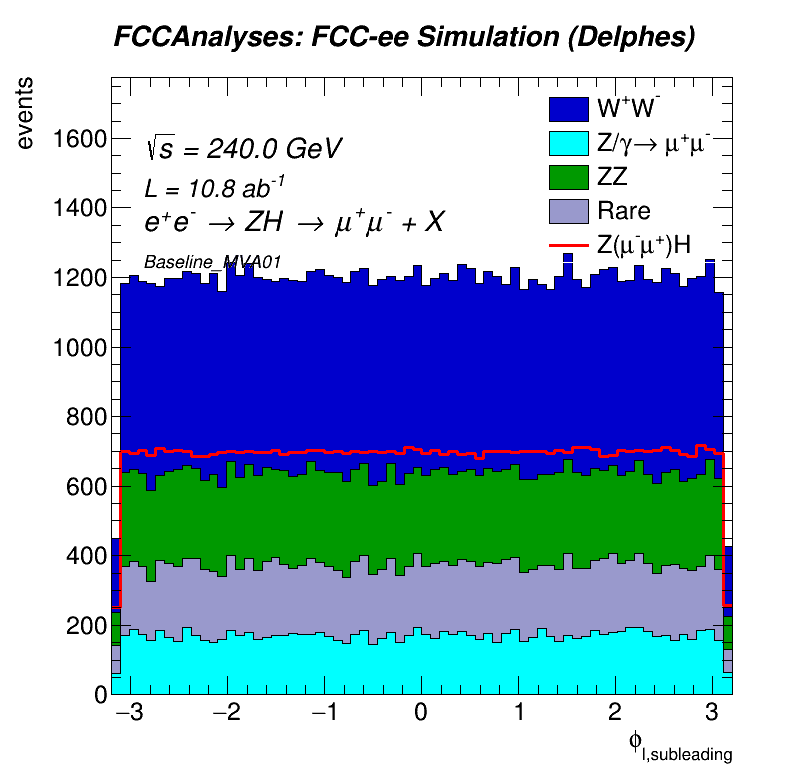 FCCAnalyses: FCC-ee Simulation (Delphes)
events
√s = 240.0 GeV
L = 10.8 ab⁻¹
e⁺e⁻ → ZH → μ⁺μ⁻ + X
Baseline_MVA01
W⁺W⁻
Z/γ→ μ⁺μ⁻
ZZ
Rare
Z(μ⁻μ⁺)H
1600
1400
1200
1000
800
600
400
200
0
−3 −2 −1 0 1 2 3
ϕ_l,subleading